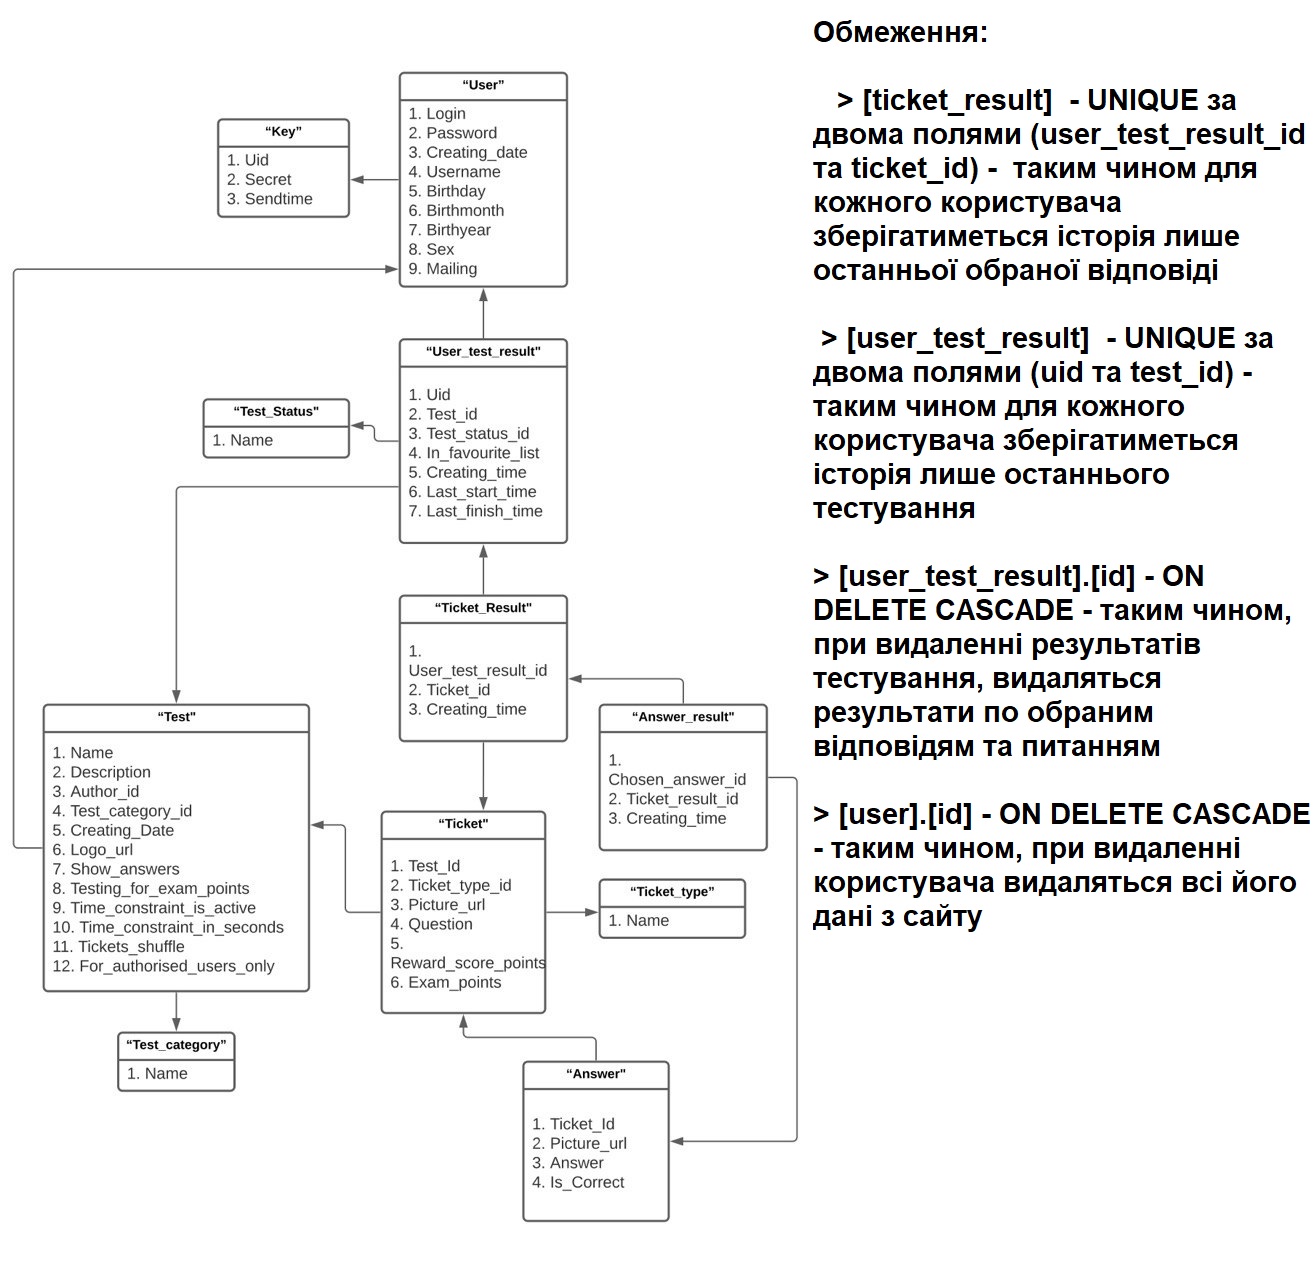 “User”
1. Login
2. Password
3. Creating_date
4. Username
5. Birthday
6. Birthmonth
7. Birthyear
8. Sex
9. Mailing
“Key”
1. Uid
2. Secret
3. Sendtime
“User_test_result"
1. Uid
2. Test_id
3. Test_status_id
4. In_favourite_list
5. Creating_time
6. Last_start_time
7. Last_finish_time
“Test_Status"
1. Name
“Ticket_Result"
1.
User_test_result_id
2. Ticket_id
3. Creating_time
“Answer_result"
1.
Chosen_answer_id
2. Ticket_result_id
3. Creating_time
“Test"
1. Name
2. Description
3. Author_id
4. Test_category_id
5. Creating_Date
6. Logo_url
7. Show_answers
8. Testing_for_exam_points
9. Time_constraint_is_active
10. Time_constraint_in_seconds
11. Tickets_shuffle
12. For_authorised_users_only
“Ticket"
1. Test_Id
2. Ticket_type_id
3. Picture_url
4. Question
5.
Reward_score_points
6. Exam_points
“Ticket_type”
1. Name
“Test_category”
1. Name
“Answer"
1. Ticket_Id
2. Picture_url
3. Answer
4. Is_Correct
Обмеження:
> [ticket_result]  - UNIQUE за
двома полями (user_test_result_id
та ticket_id) -  таким чином для
кожного користувача
зберігатиметься історія лише
останньої обраної відповіді
> [user_test_result]  - UNIQUE за
двома полями (uid та test_id) -
таким чином для кожного
користувача зберігатиметься
історія лише останнього
тестування
> [user_test_result].[id] - ON
DELETE CASCADE - таким чином,
при видаленні результатів
тестування, видаляться
результати по обраним
відповідям та питанням
> [user].[id] - ON DELETE CASCADE
- таким чином, при видаленні
користувача видаляться всі його
дані з сайту